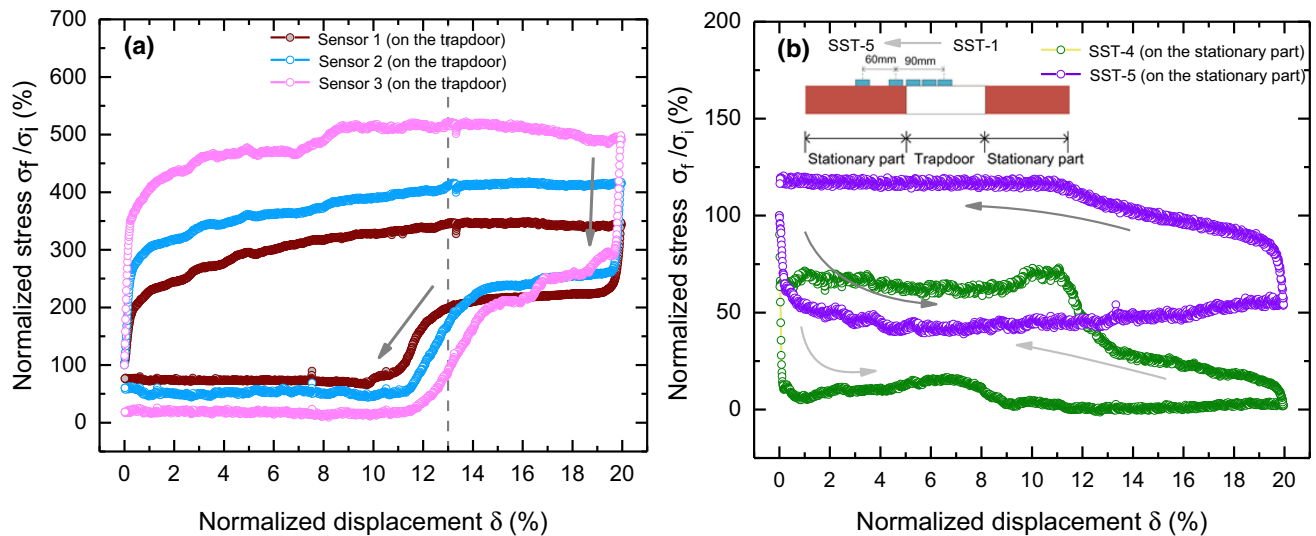 (a)
Sensor 1 (on the trapdoor)
Sensor 2 (on the trapdoor)
Sensor 3 (on the trapdoor)
700
600
500
400
300
200
100
0
Normalized stress σf /σi (%)
0 2 4 6 8 10 12 14 16 18 20
Normalized displacement δ (%)
(b)
SST-5 SST-1
SST-4 (on the stationary part)
SST-5 (on the stationary part)
60mm 90mm
Stationary part Trapdoor Stationary part
200
150
100
50
0
Normalized stress σf /σi (%)
0 2 4 6 8 10 12 14 16 18 20
Normalized displacement δ (%)